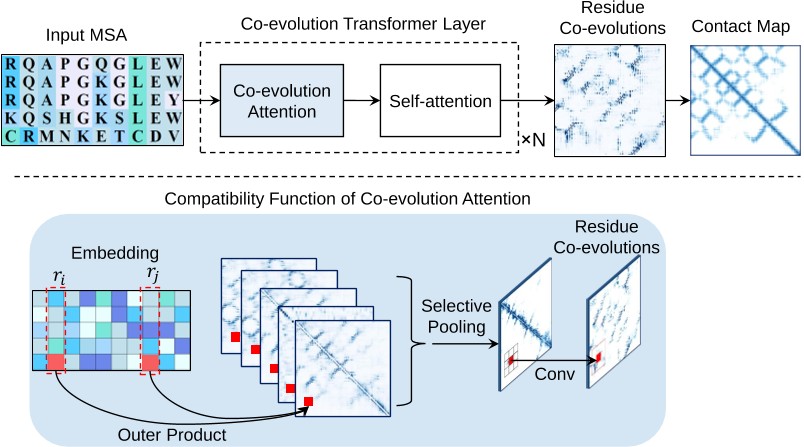 Input MSA
Co-evolution Transformer Layer
Residue
Co-evolutions
Contact Map
R Q A P G Q G L E W
R Q A P G K G L E W
R Q A P G K G L E Y
K Q S H G K S L E W
C R M N K E T C D V
Co-evolution
Attention
Self-attention
×N
Compatibility Function of Co-evolution Attention
Embedding
r_i
r_j
Selective
Pooling
Residue
Co-evolutions
Conv
Outer Product